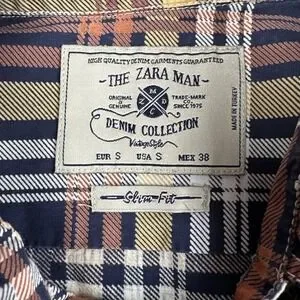 HIGH QUALITY DENIM GARMENTS GUARANTEED
- THE ZARA MAN -
ORIGINAL & GENUINE
M Z D C
TRADE-MARK CO. SINCE 1975
DENIM COLLECTION
Vintage Style
EUR S USA S MEX 38
MADE IN TURKEY
Slim Fit